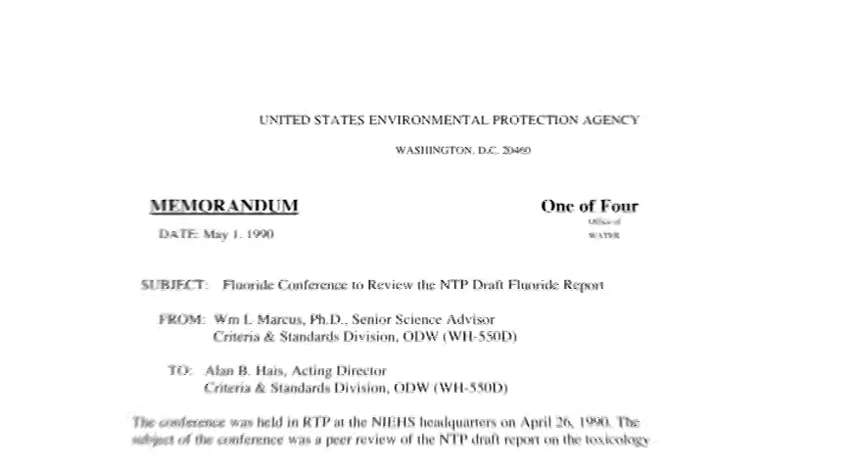 UNITED STATES ENVIRONMENTAL PROTECTION AGENCY
WASHINGTON, D.C. 20460
MEMORANDUM
One of Four
Office of
DATE: May 1, 1990
WATER
SUBJECT: Fluoride Conference to Review the NTP Draft Fluoride Report
FROM: Wm L Marcus, Ph.D., Senior Science Advisor
Criteria & Standards Division, ODW (WH-550D)
TO: Alan B. Hais, Acting Director
Criteria & Standards Division, ODW (WH-550D)
The conference was held in RTP at the NIEHS headquarters on April 26, 1990. The
subject of the conference was a peer review of the NTP draft report on the toxicology